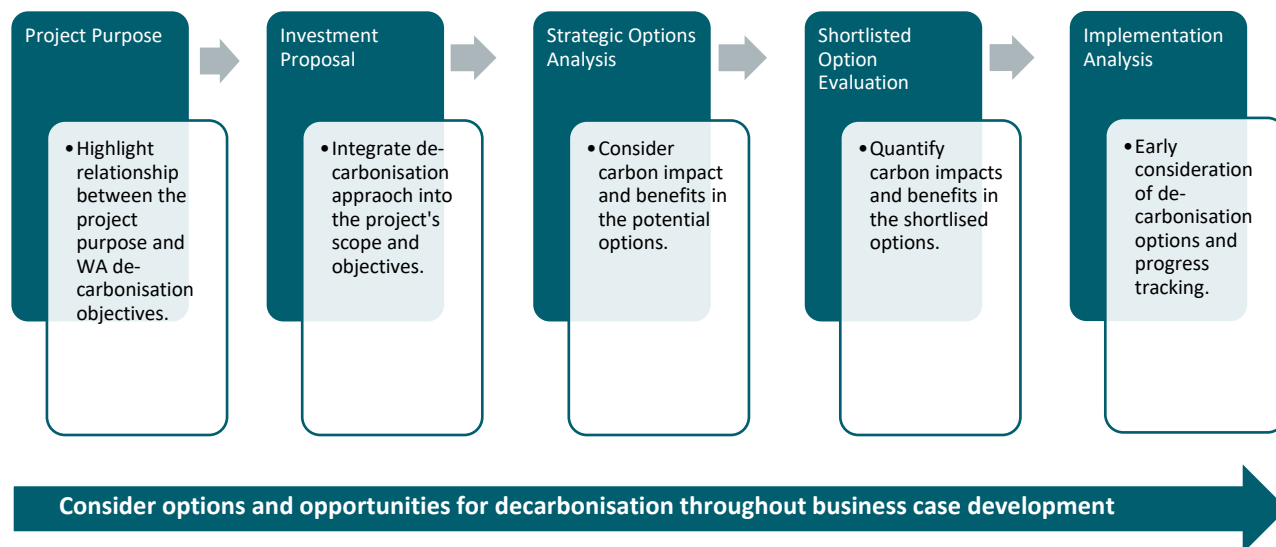 Project Purpose
•Highlight
relationship
between the
project
purpose and
WA de-
carbonisation
objectives.
Investment
Proposal
•Integrate de-
carbonisation
appraoch into
the project's
scope and
objectives.
Strategic Options
Analysis
•Consider
carbon impact
and benefits in
the potential
options.
Shortlisted
Option
Evaluation
•Quantify
carbon impacts
and benefits in
the shortlised
options.
Implementation
Analysis
•Early
consideration
of de-
carbonisation
options and
progress
tracking.
Consider options and opportunities for decarbonisation throughout business case development